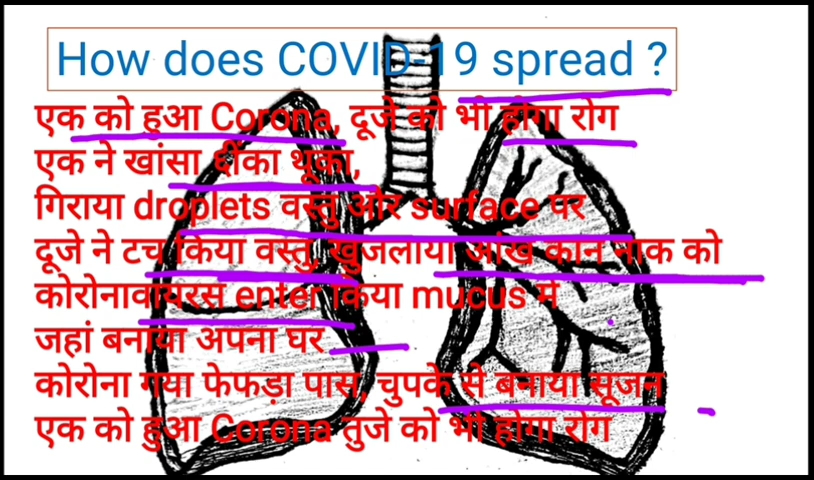 How does COVID-19 spread ?
एक को हुआ Corona, दूजे को भी होगा रोग
एक ने खांसा छींका थूका,
गिराया droplets वस्तु और surface पर
दूजे ने टच किया वस्तु, खुजलाया आंख कान नाक को
कोरोनावायरस enter किया mucus में
जहां बनाया अपना घर
कोरोना गया फेफड़ा पास, चुपके से बनाया सूजन
एक को हुआ Corona तुजे को भी होगा रोग